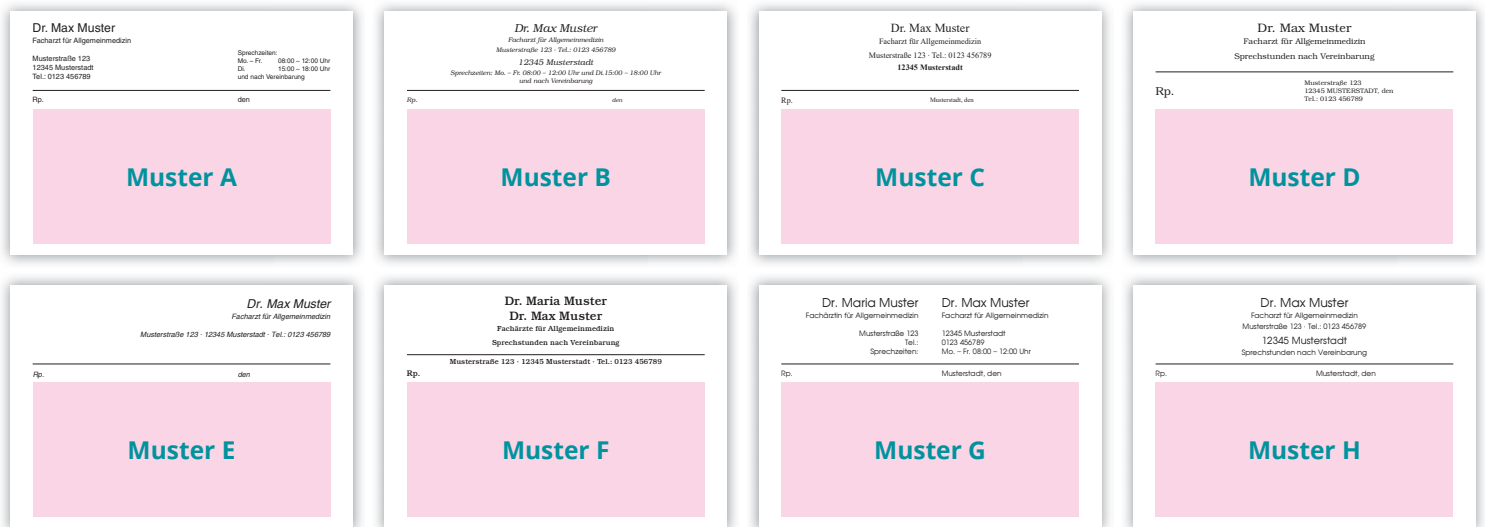 Dr. Max Muster
Facharzt für Allgemeinmedizin
Musterstraße 123
12345 Musterstadt
Tel.: 0123 456789
Sprechzeiten:
Mo. – Fr. 08:00 – 12:00 Uhr
Di. 15:00 – 18:00 Uhr
und nach Vereinbarung
Rp. den
Muster A
Dr. Max Muster
Facharzt für Allgemeinmedizin
Musterstraße 123 · Tel.: 0123 456789
12345 Musterstadt
Sprechzeiten: Mo. – Fr. 08:00 – 12:00 Uhr und Di.15:00 – 18:00 Uhr
und nach Vereinbarung
Rp. den
Muster B
Dr. Max Muster
Facharzt für Allgemeinmedizin
Musterstraße 123 · Tel.: 0123 456789
12345 Musterstadt
Rp. Musterstadt, den
Muster C
Dr. Max Muster
Facharzt für Allgemeinmedizin
Sprechstunden nach Vereinbarung
Musterstraße 123
Rp. 12345 MUSTERSTADT, den
Tel.: 0123 456789
Muster D
Dr. Max Muster
Facharzt für Allgemeinmedizin
Musterstraße 123 · 12345 Musterstadt · Tel.: 0123 456789
Rp. den
Muster E
Dr. Maria Muster
Dr. Max Muster
Fachärzte für Allgemeinmedizin
Sprechstunden nach Vereinbarung
Musterstraße 123 · 12345 Musterstadt · Tel.: 0123 456789
Rp.
Muster F
Dr. Maria Muster Dr. Max Muster
Fachärztin für Allgemeinmedizin Facharzt für Allgemeinmedizin
Musterstraße 123 12345 Musterstadt
Tel.: 0123 456789
Sprechzeiten: Mo. – Fr. 08:00 – 12:00 Uhr
Rp. Musterstadt, den
Muster G
Dr. Max Muster
Facharzt für Allgemeinmedizin
Musterstraße 123 · Tel.: 0123 456789
12345 Musterstadt
Sprechstunden nach Vereinbarung
Rp. Musterstadt, den
Muster H